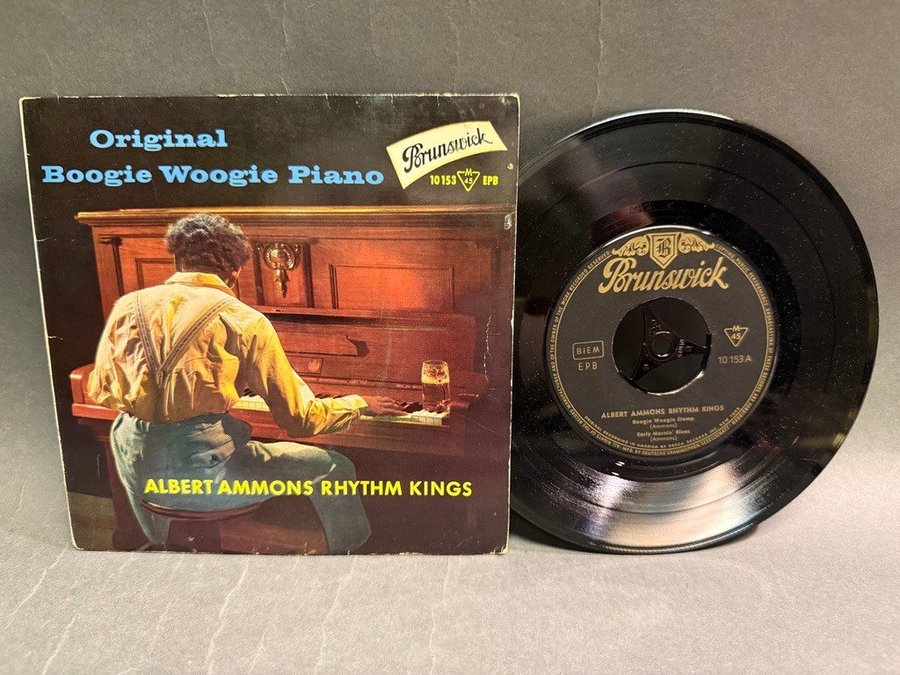 Original
Boogie Woogie Piano
Brunswick
10 153 M 45 EPB
ALBERT AMMONS RHYTHM KINGS
B
Brunswick
BIEM
EPB
M
45
10 153 A
ALBERT AMMONS RHYTHM KINGS
Boogie Woogie Stomp
(Ammons)
Early Mornin' Blues
(Ammons)